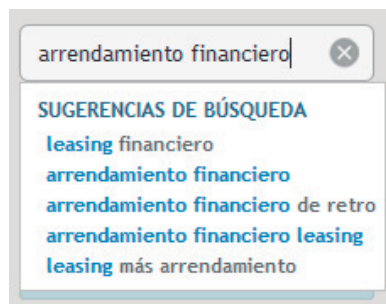 arrendamiento financiero
SUGERENCIAS DE BÚSQUEDA
leasing financiero
arrendamiento financiero
arrendamiento financiero de retro
arrendamiento financiero leasing
leasing más arrendamiento